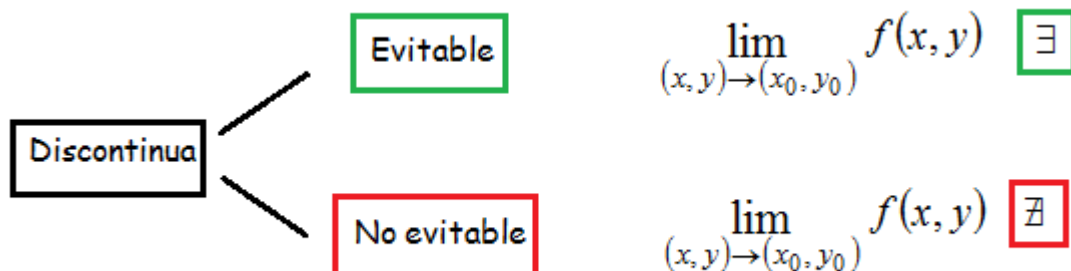 Evitable
lim f(x, y) ∃
(x, y)→(x₀, y₀)
Discontinua
No evitable
lim f(x, y) ∄
(x, y)→(x₀, y₀)